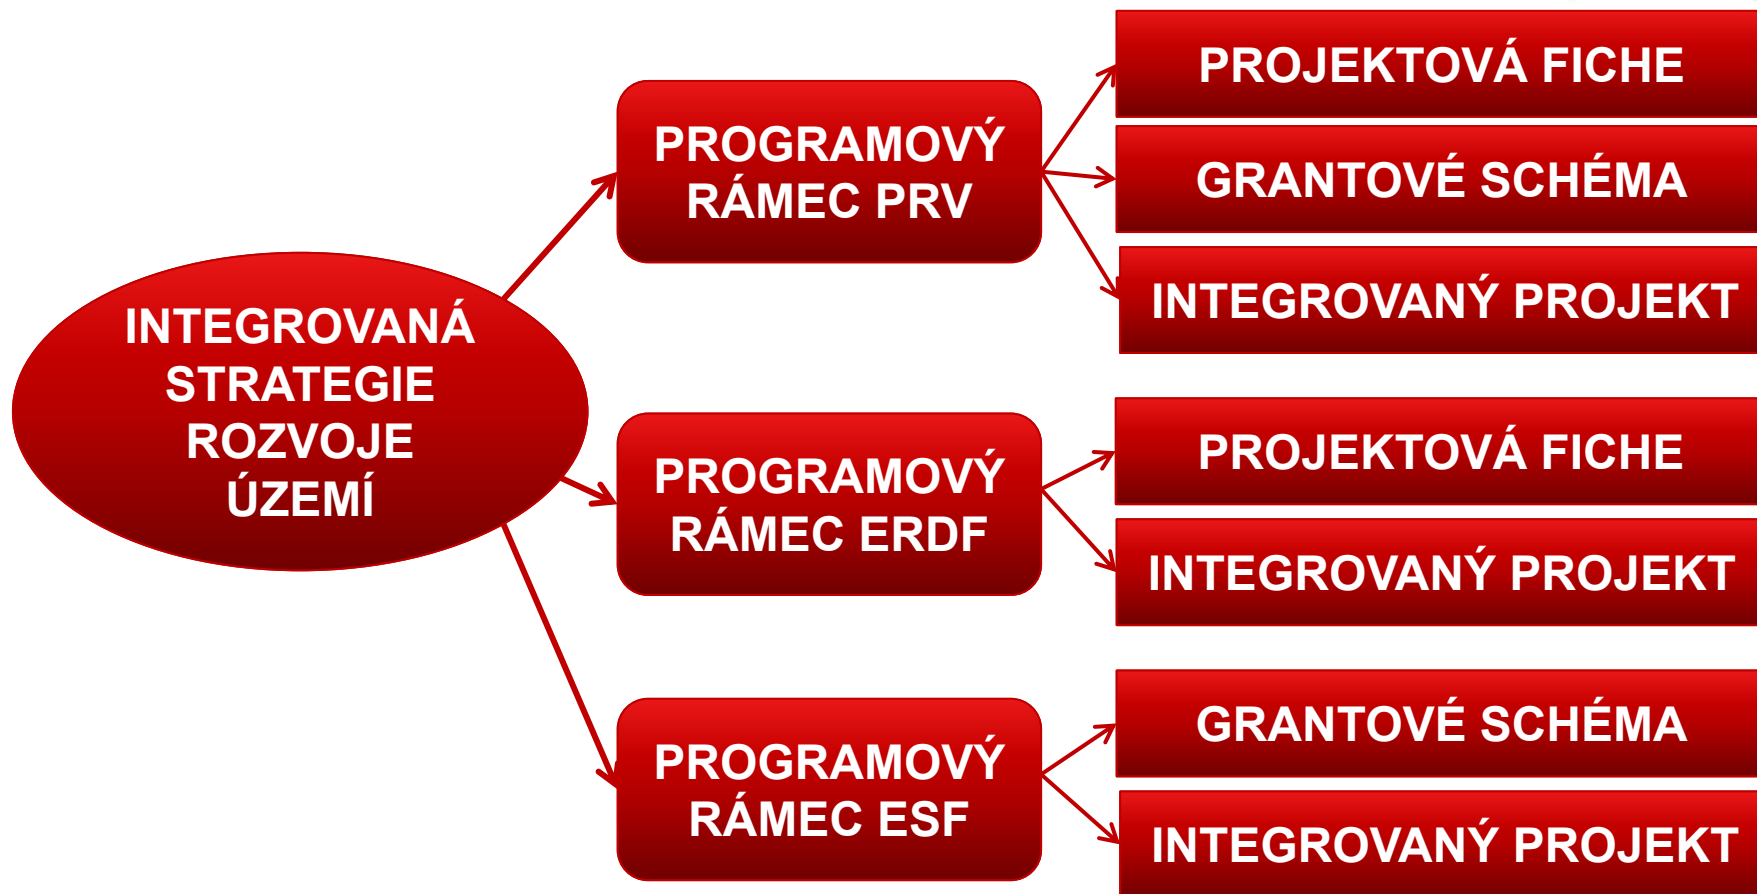 INTEGROVANÁ
STRATEGIE
ROZVOJE
ÚZEMÍ
PROGRAMOVÝ
RÁMEC PRV
PROJEKTOVÁ FICHE
GRANTOVÉ SCHÉMA
INTEGROVANÝ PROJEKT
PROGRAMOVÝ
RÁMEC ERDF
PROJEKTOVÁ FICHE
INTEGROVANÝ PROJEKT
PROGRAMOVÝ
RÁMEC ESF
GRANTOVÉ SCHÉMA
INTEGROVANÝ PROJEKT